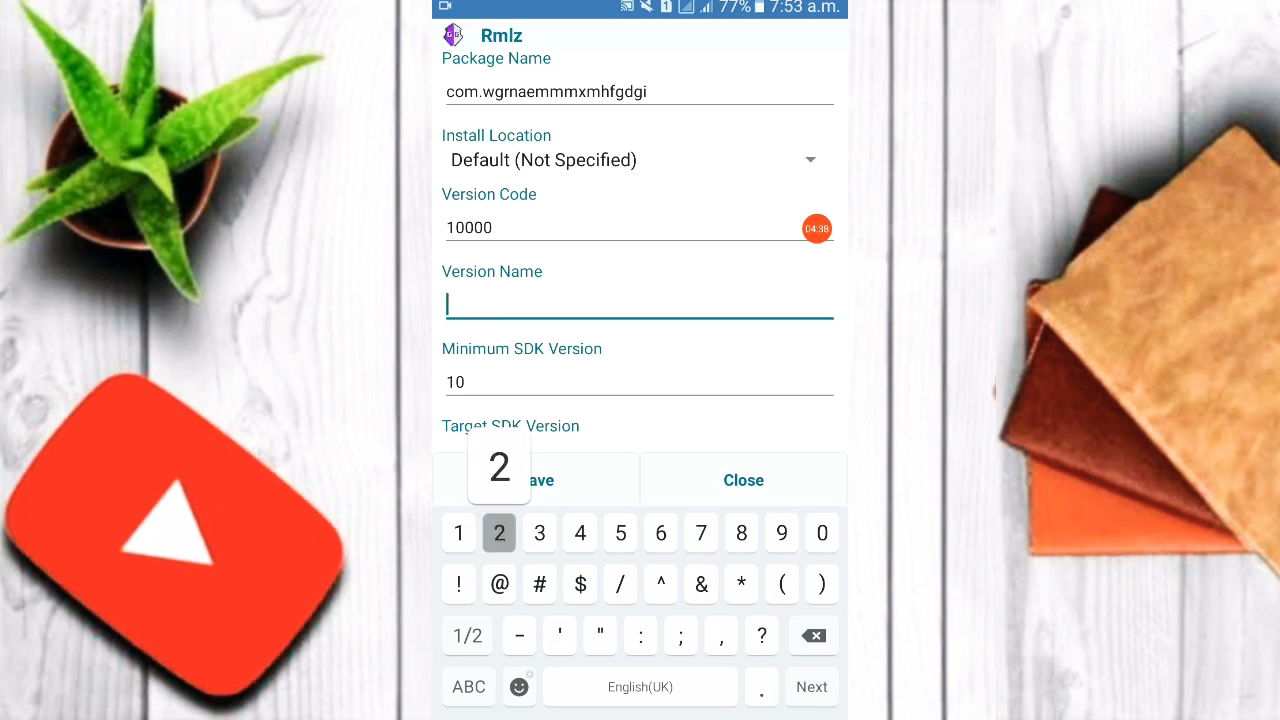 1 77% 7:53 a.m.
GG Rmlz
Package Name
com.wgrnaemmmxmhfgdgi
Install Location
Default (Not Specified)
Version Code
10000
04:38
Version Name
Minimum SDK Version
10
Target SDK Version
2
ave Close
1 2 3 4 5 6 7 8 9 0
! @ # $ / ^ & * ( )
1/2 - ' " : ; , ?
ABC English(UK) . Next